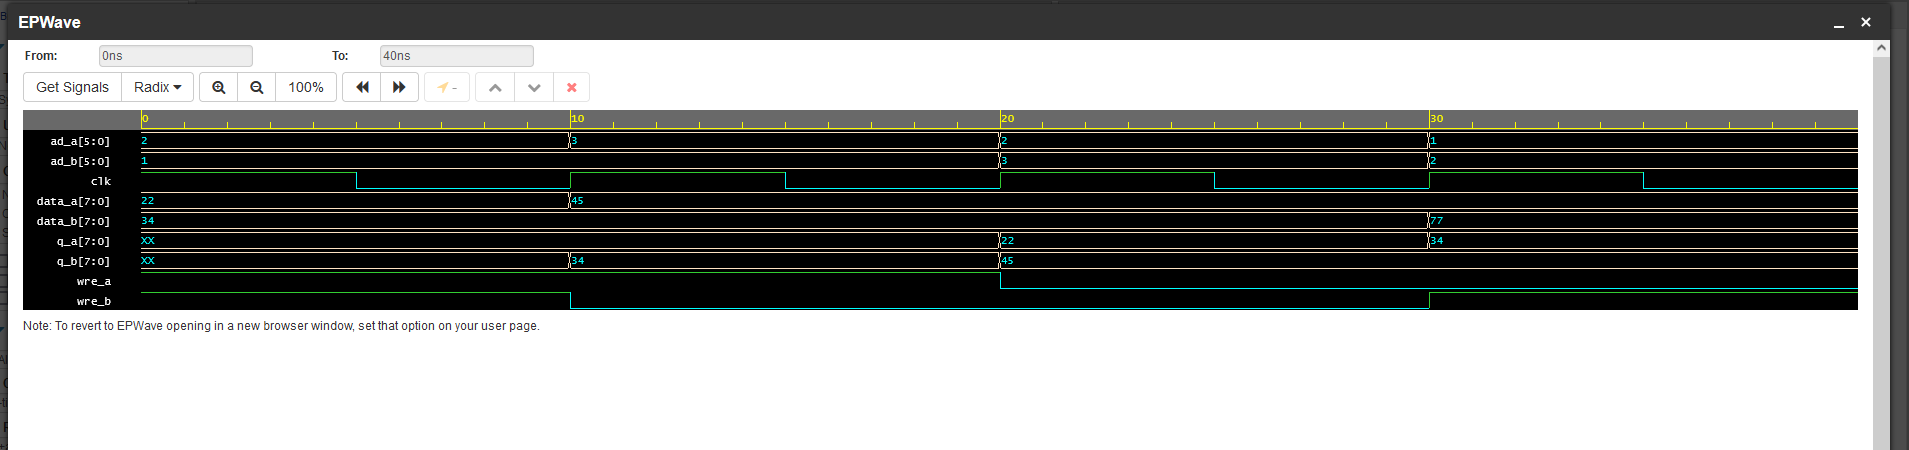 EPWave
From: 0ns To: 40ns
Get Signals Radix 100% -
0 10 20 30
ad_a[5:0] 2 3 2 1
ad_b[5:0] 1 3 2
clk
data_a[7:0] 22 45
data_b[7:0] 34 77
q_a[7:0] XX 22 34
q_b[7:0] XX 34 45
wre_a
wre_b
Note: To revert to EPWave opening in a new browser window, set that option on your user page.